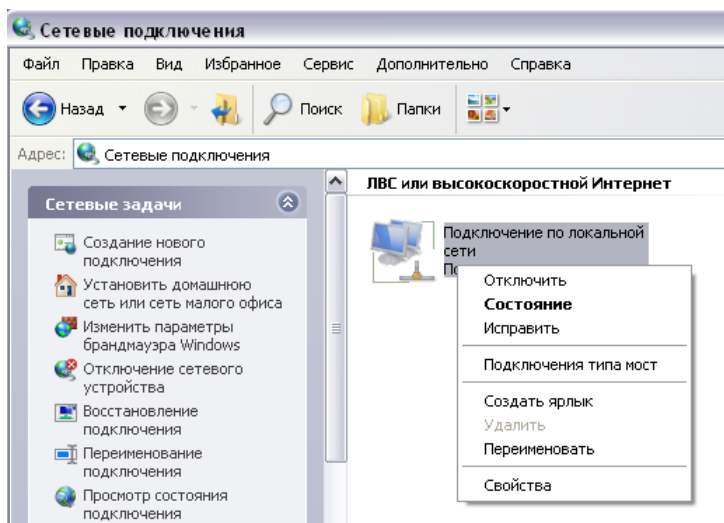 Сетевые подключения
Файл Правка Вид Избранное Сервис Дополнительно Справка
Назад Поиск Папки
Адрес: Сетевые подключения
Сетевые задачи
Создание нового
подключения
Установить домашнюю
сеть или сеть малого офиса
Изменить параметры
брандмауэра Windows
Отключение сетевого
устройства
Восстановление
подключения
Переименование
подключения
Просмотр состояния
подключения
ЛВС или высокоскоростной Интернет
Подключение по локальной
сети
Отключить
Состояние
Исправить
Подключения типа мост
Создать ярлык
Удалить
Переименовать
Свойства